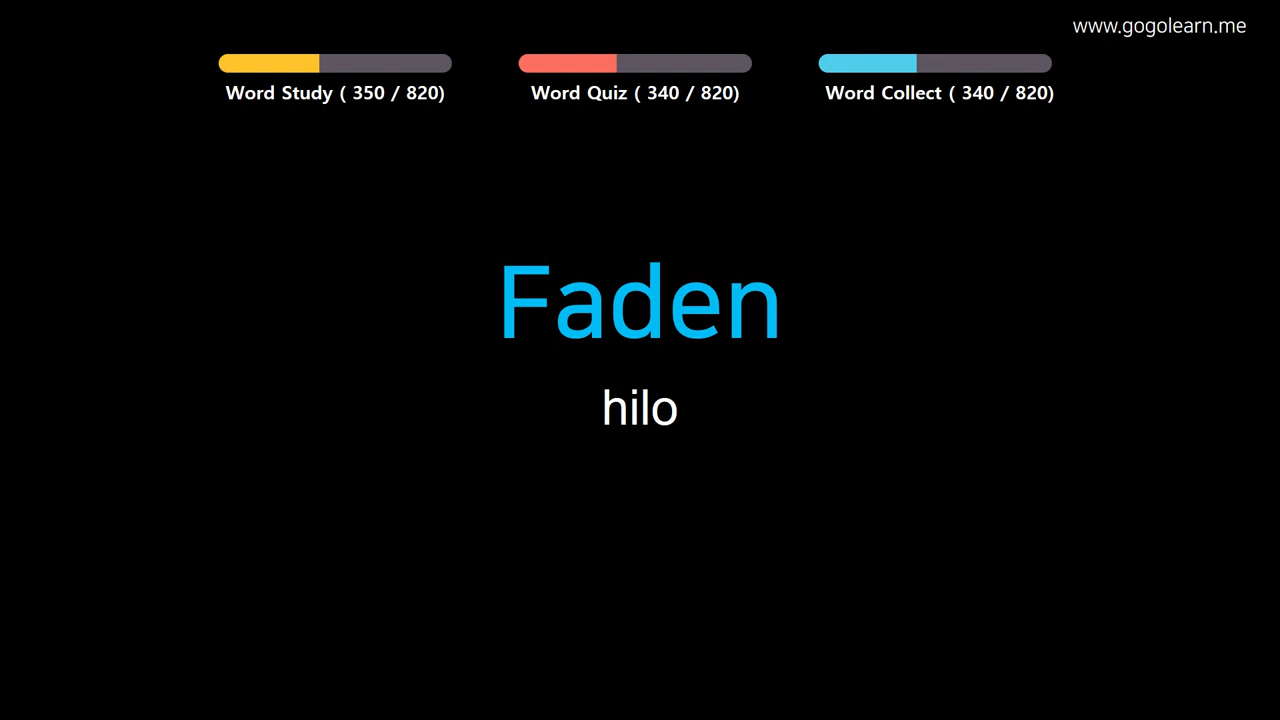 www.gogolearn.me
Word Study ( 350 / 820)
Word Quiz ( 340 / 820)
Word Collect ( 340 / 820)
Faden
hilo